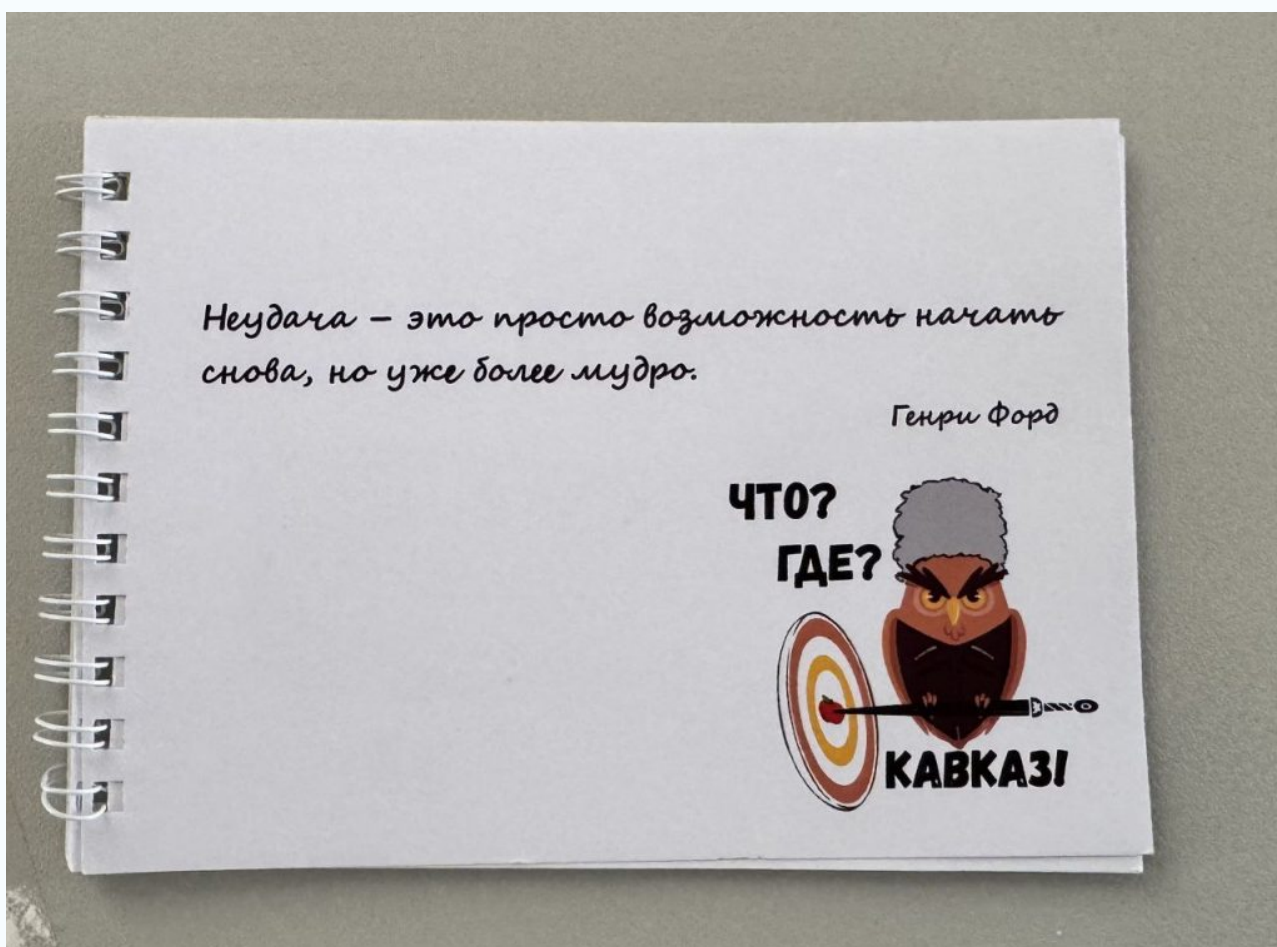 Неудача – это просто возможность начать
снова, но уже более мудро.
Генри Форд
ЧТО?
ГДЕ?
КАВКАЗ!